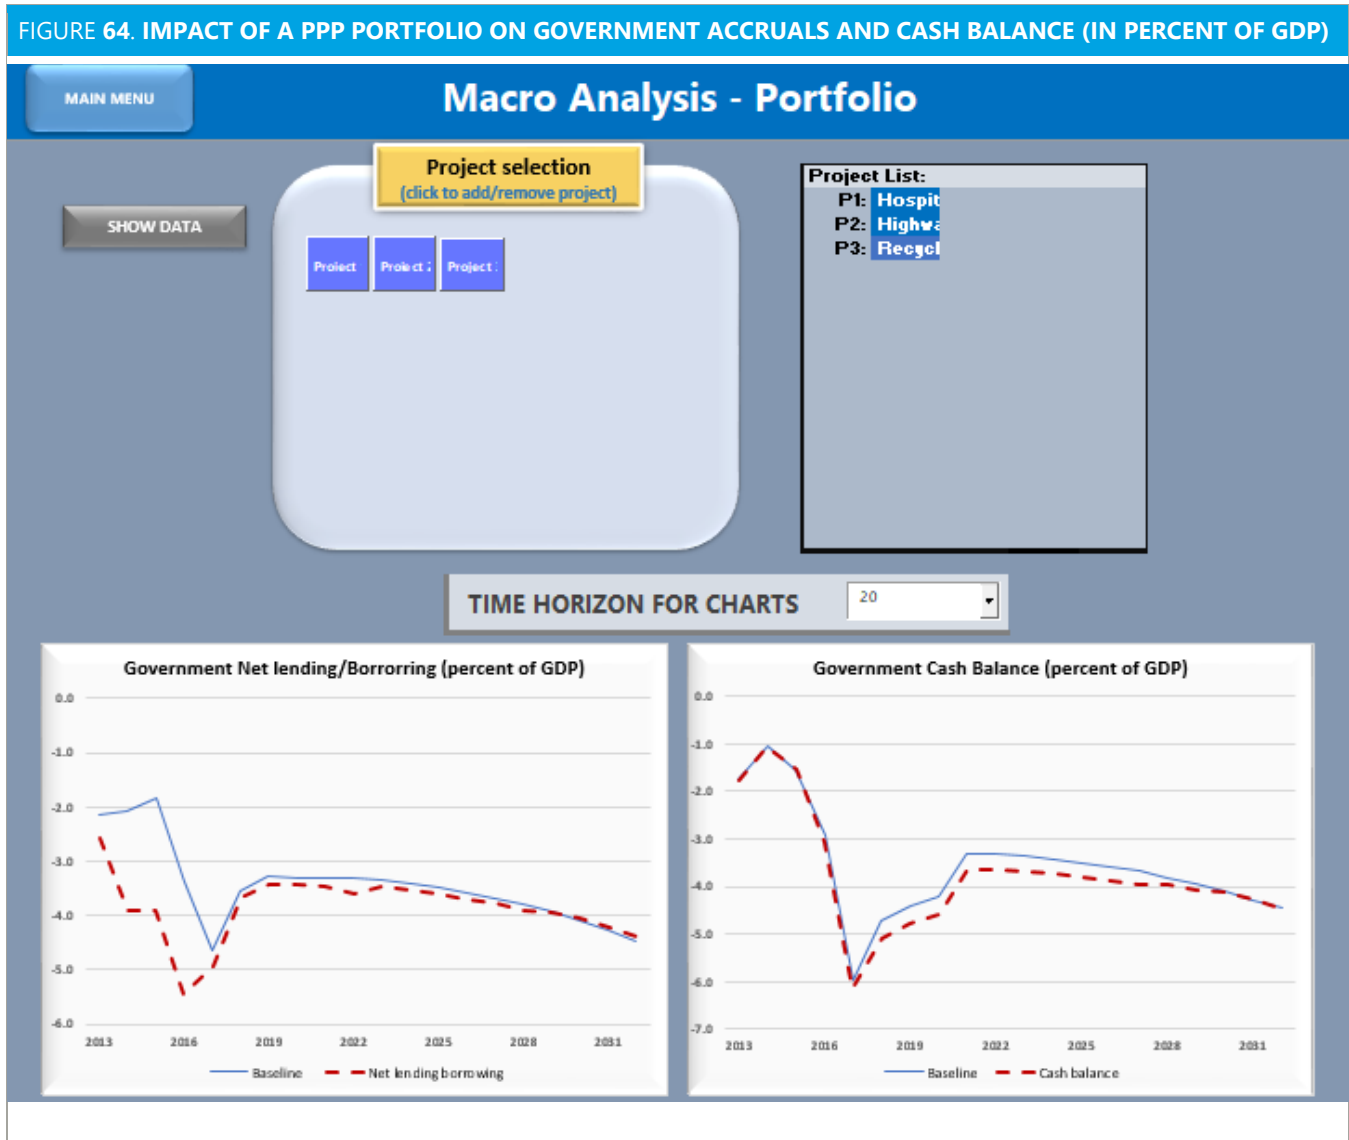 FIGURE 64. IMPACT OF A PPP PORTFOLIO ON GOVERNMENT ACCRUALS AND CASH BALANCE (IN PERCENT OF GDP)
MAIN MENU
Macro Analysis - Portfolio
Project selection
(click to add/remove project)
SHOW DATA
Project
Project 2
Project
Project List:
P1: Hospit
P2: Highwa
P3: Recycl
TIME HORIZON FOR CHARTS
20
Government Net lending/Borrorring (percent of GDP)
0.0
-1.0
-2.0
-3.0
-4.0
-5.0
-6.0
2013 2016 2019 2022 2025 2028 2031
Baseline Net lending borrowing
Government Cash Balance (percent of GDP)
0.0
-1.0
-2.0
-3.0
-4.0
-5.0
-6.0
-7.0
2013 2016 2019 2022 2025 2028 2031
Baseline Cash balance